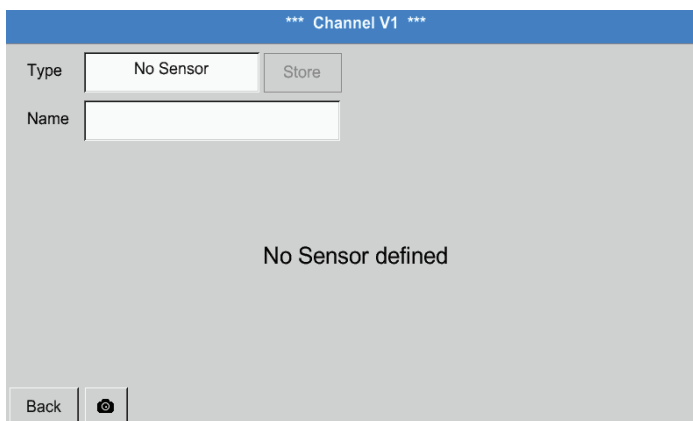 *** Channel V1 ***
Type No Sensor Store
Name
No Sensor defined
Back